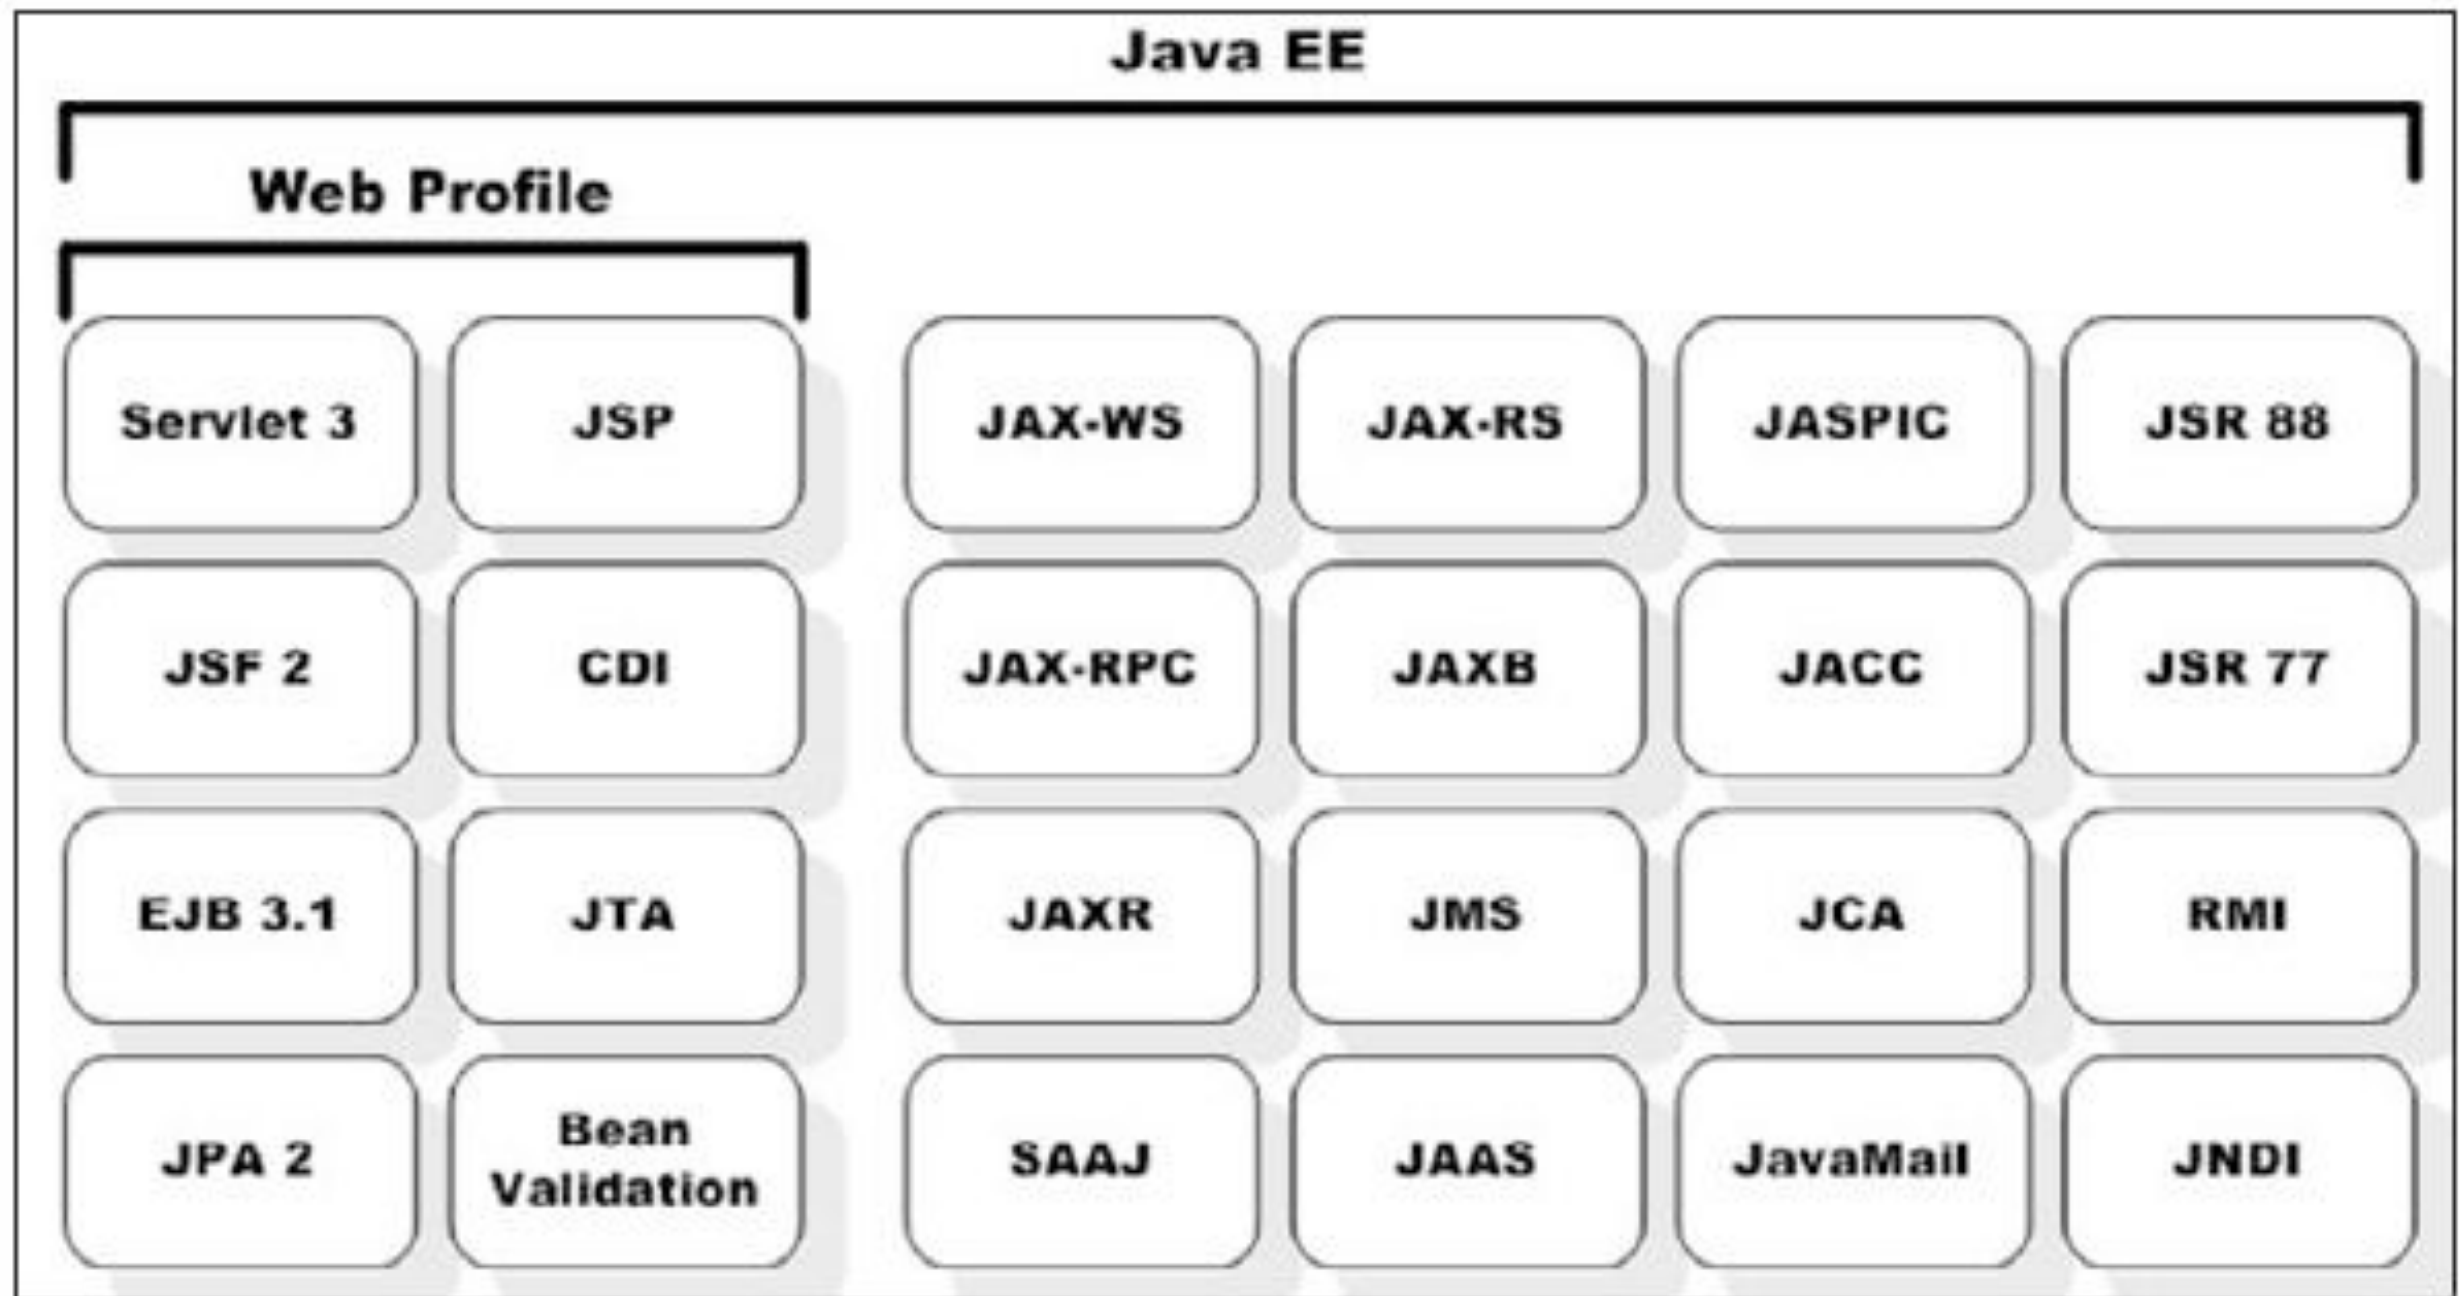 Java EE
Web Profile
Servlet 3
JSP
JAX-WS
JAX-RS
JASPIC
JSR 88
JSF 2
CDI
JAX-RPC
JAXB
JACC
JSR 77
EJB 3.1
JTA
JAXR
JMS
JCA
RMI
JPA 2
Bean
Validation
SAAJ
JAAS
JavaMail
JNDI